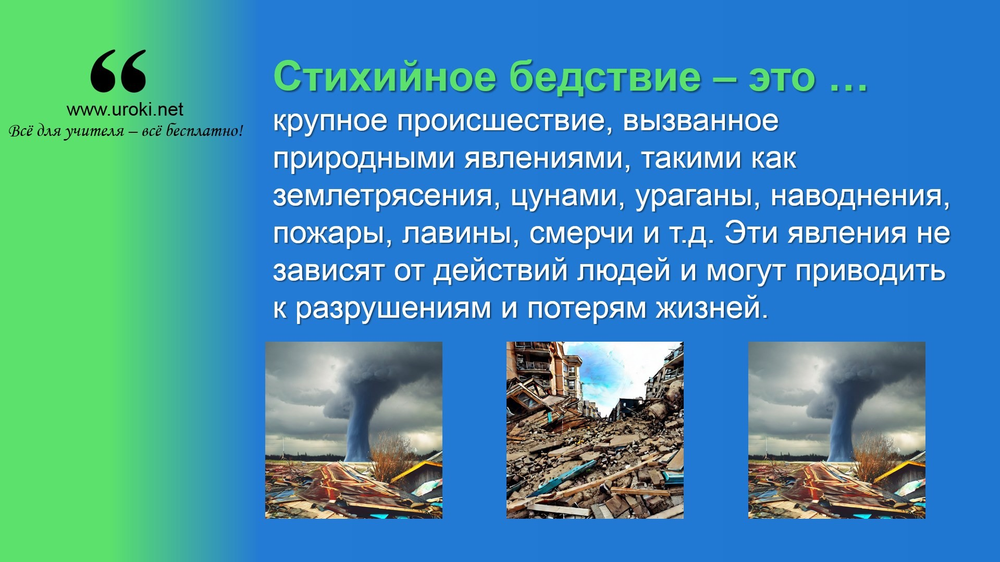 www.uroki.net
Всё для учителя – всё бесплатно!
Стихийное бедствие – это …
крупное происшествие, вызванное
природными явлениями, такими как
землетрясения, цунами, ураганы, наводнения,
пожары, лавины, смерчи и т.д. Эти явления не
зависят от действий людей и могут приводить
к разрушениям и потерям жизней.